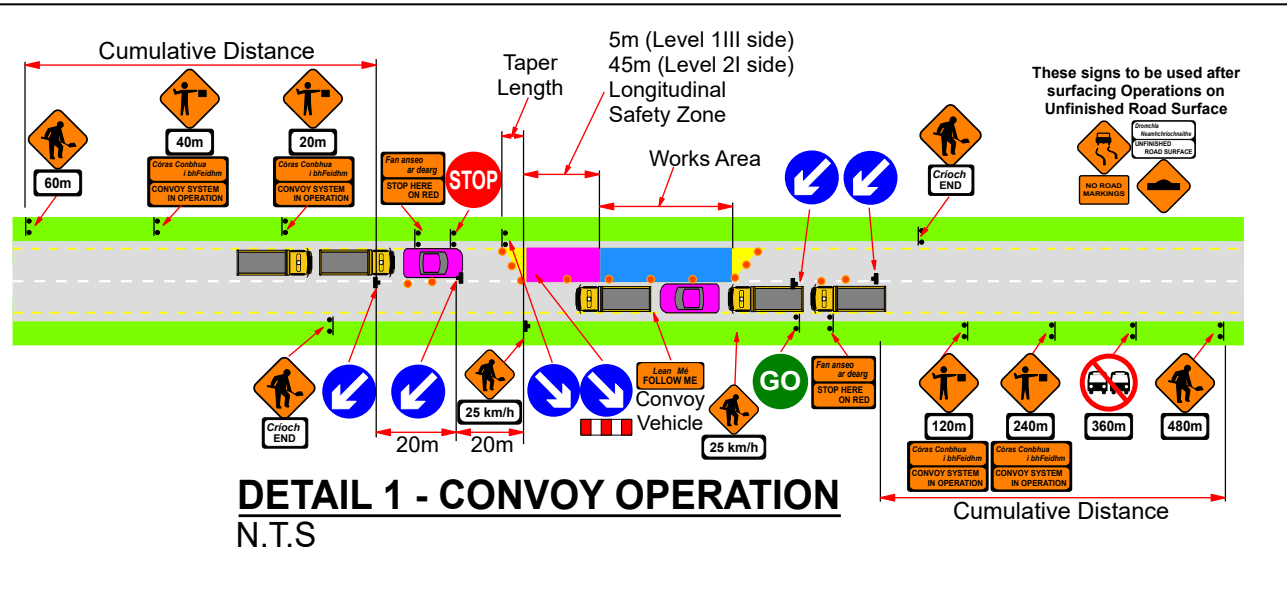 Cumulative Distance
40m
Córas Conbhua
i bhFeidhm
CONVOY SYSTEM
IN OPERATION
20m
Córas Conbhua
i bhFeidhm
CONVOY SYSTEM
IN OPERATION
60m
Fan anseo
ar dearg
STOP HERE
ON RED
STOP
Taper
Length
5m (Level 1III side)
45m (Level 2I side)
Longitudinal
Safety Zone
Works Area
Críoch
END
These signs to be used after
surfacing Operations on
Unfinished Road Surface
Dromchla
Neamhchríochnaithe
UNFINISHED
ROAD SURFACE
NO ROAD
MARKINGS
Críoch
END
25 km/h
20m
20m
Lean Mé
FOLLOW ME
Convoy
Vehicle
25 km/h
GO
Fan anseo
ar dearg
STOP HERE
ON RED
120m
Córas Conbhua
i bhFeidhm
CONVOY SYSTEM
IN OPERATION
240m
Córas Conbhua
i bhFeidhm
CONVOY SYSTEM
IN OPERATION
360m
480m
Cumulative Distance
DETAIL 1 - CONVOY OPERATION
N.T.S